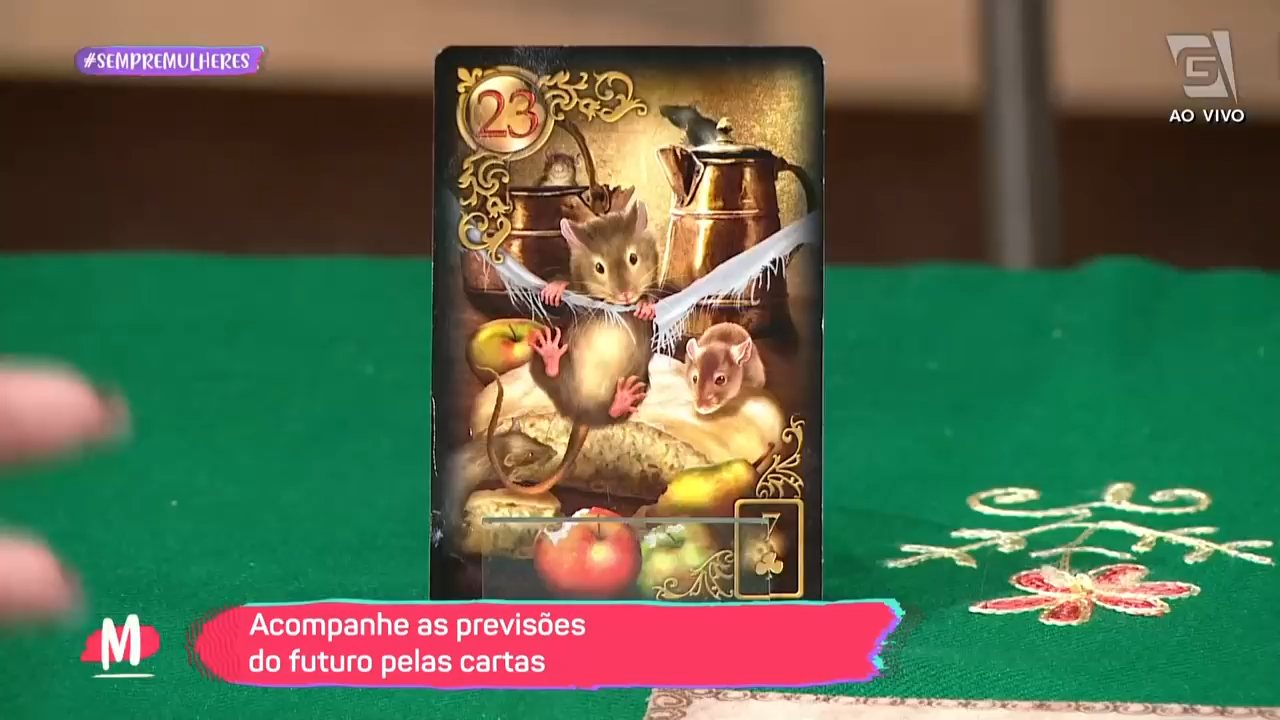 #SEMPREMULHERES
G
AO VIVO
23
7
M
Acompanhe as previsões
do futuro pelas cartas